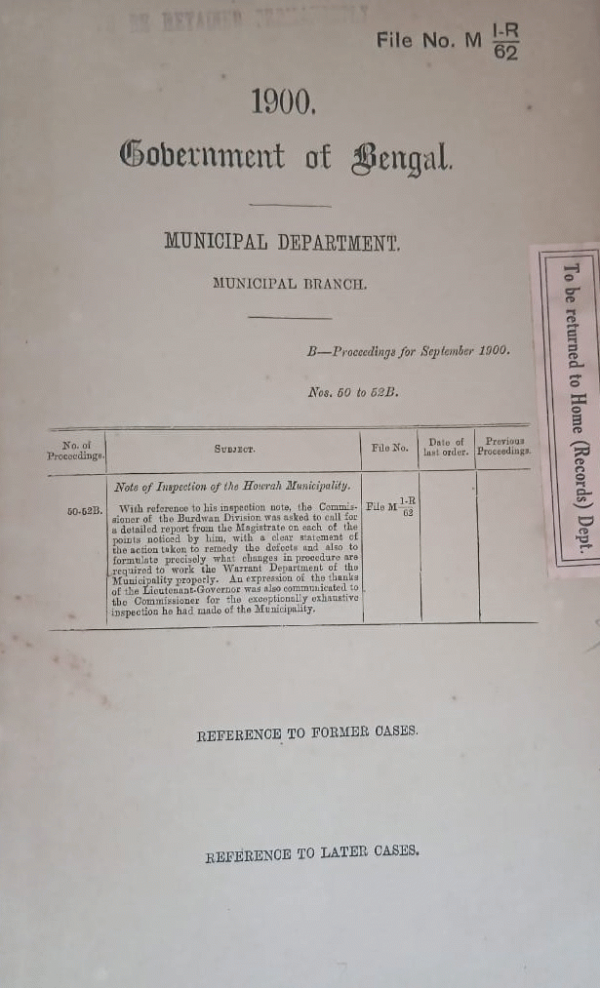 TO BE RETAINED PERMANENTLY
File No. M I-R/62
1900.
Government of Bengal.
MUNICIPAL DEPARTMENT.
MUNICIPAL BRANCH.
B—Proceedings for September 1900.
Nos. 50 to 52B.
No. of Proceedings. SUBJECT. File No. Date of last order. Previous Proceedings.
Note of Inspection of the Howrah Municipality.
50-52B. With reference to his inspection note, the Commis- File M I-R/62
sioner of the Burdwan Division was asked to call for
a detailed report from the Magistrate on each of the
points noticed by him, with a clear statement of
the action taken to remedy the defects and also to
formulate precisely what changes in procedure are
required to work the Warrant Department of the
Municipality properly. An expression of the thanks
of the Lieutenant-Governor was also communicated to
the Commissioner for the exceptionally exhaustive
inspection he had made of the Municipality.
REFERENCE TO FORMER CASES.
REFERENCE TO LATER CASES.
To be returned to Home (Records) Dept.